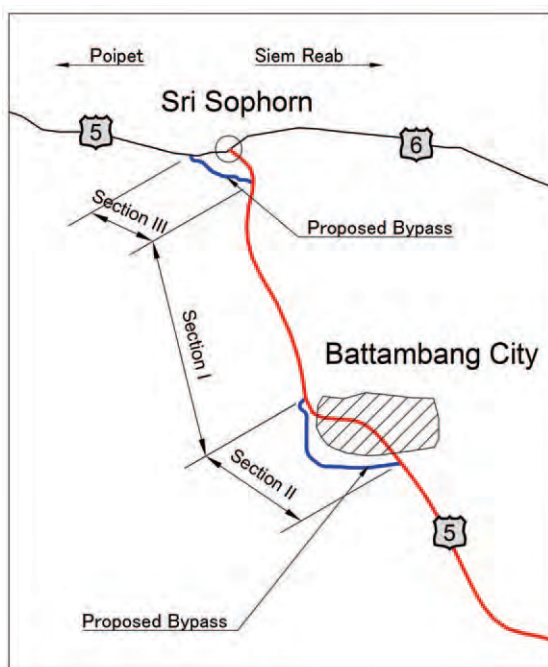 Poipet
Siem Reab
Sri Sophorn
5
6
Section III
Proposed Bypass
Section I
Battambang City
Section II
5
Proposed Bypass